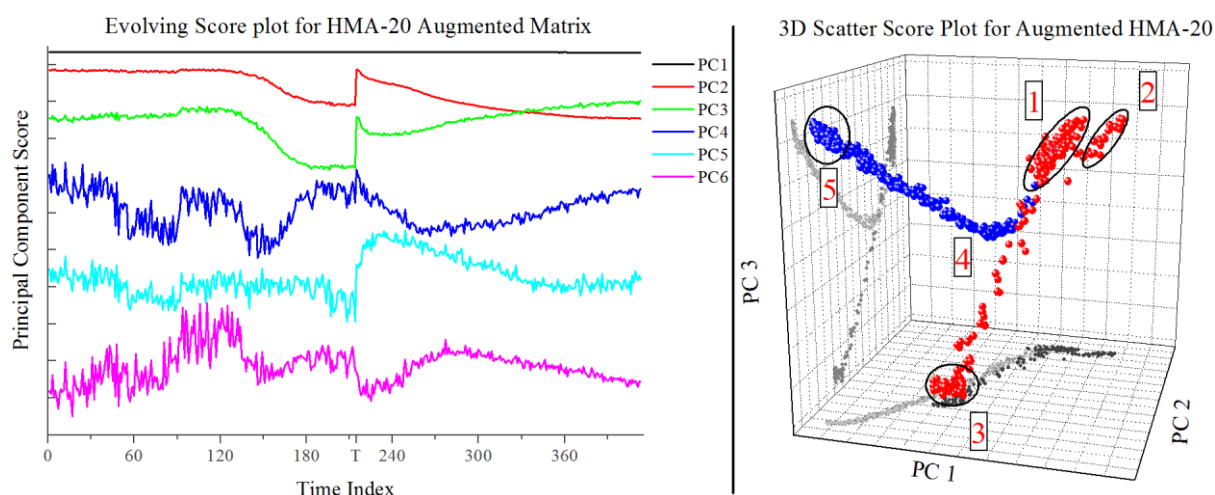 Evolving Score plot for HMA-20 Augmented Matrix
Principal Component Score
PC1
PC2
PC3
PC4
PC5
PC6
0
60
120
180
T
240
300
360
Time Index
3D Scatter Score Plot for Augmented HMA-20
1
2
5
4
3
PC 3
PC 1
PC 2